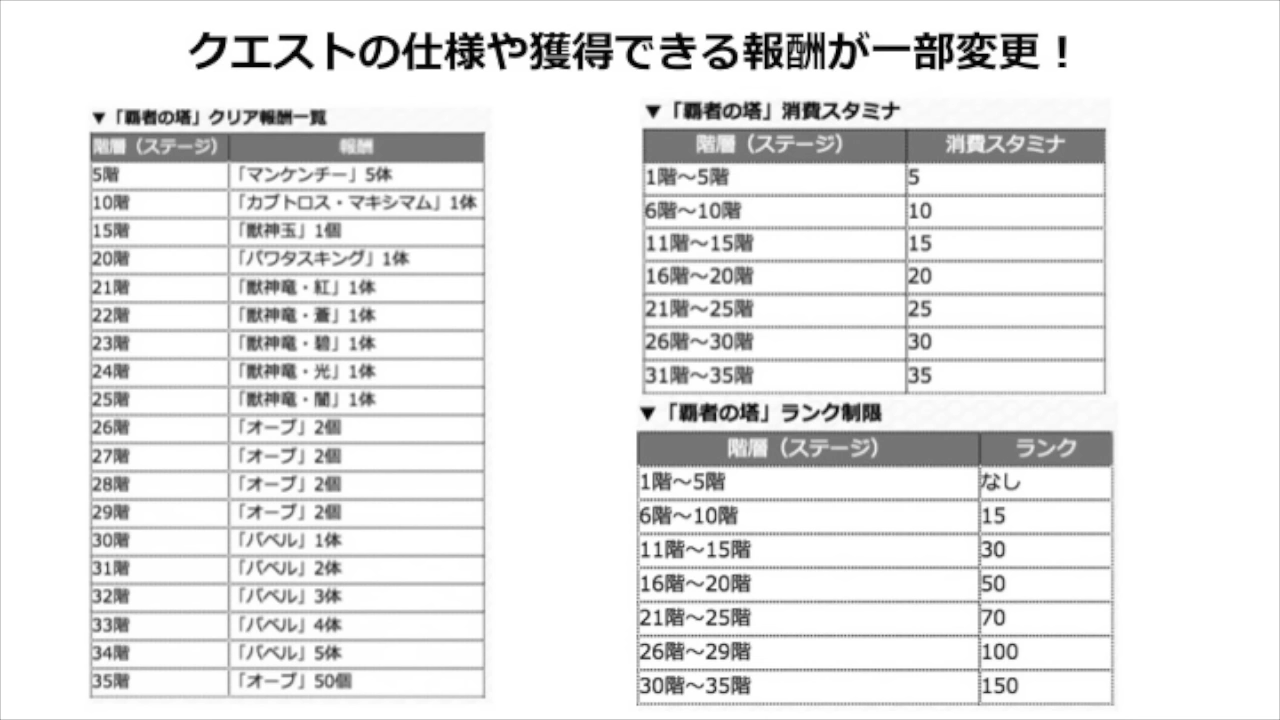 クエストの仕様や獲得できる報酬が一部変更！
▼「覇者の塔」クリア報酬一覧
階層（ステージ） 報酬
5階 「マンケンチー」5体
10階 「カブトロス・マキシマム」1体
15階 「獣神玉」1個
20階 「パワタスキング」1体
21階 「獣神竜・紅」1体
22階 「獣神竜・蒼」1体
23階 「獣神竜・碧」1体
24階 「獣神竜・光」1体
25階 「獣神竜・闇」1体
26階 「オーブ」2個
27階 「オーブ」2個
28階 「オーブ」2個
29階 「オーブ」2個
30階 「バベル」1体
31階 「バベル」2体
32階 「バベル」3体
33階 「バベル」4体
34階 「バベル」5体
35階 「オーブ」50個
▼「覇者の塔」消費スタミナ
階層（ステージ） 消費スタミナ
1階～5階 5
6階～10階 10
11階～15階 15
16階～20階 20
21階～25階 25
26階～30階 30
31階～35階 35
▼「覇者の塔」ランク制限
階層（ステージ） ランク
1階～5階 なし
6階～10階 15
11階～15階 30
16階～20階 50
21階～25階 70
26階～29階 100
30階～35階 150